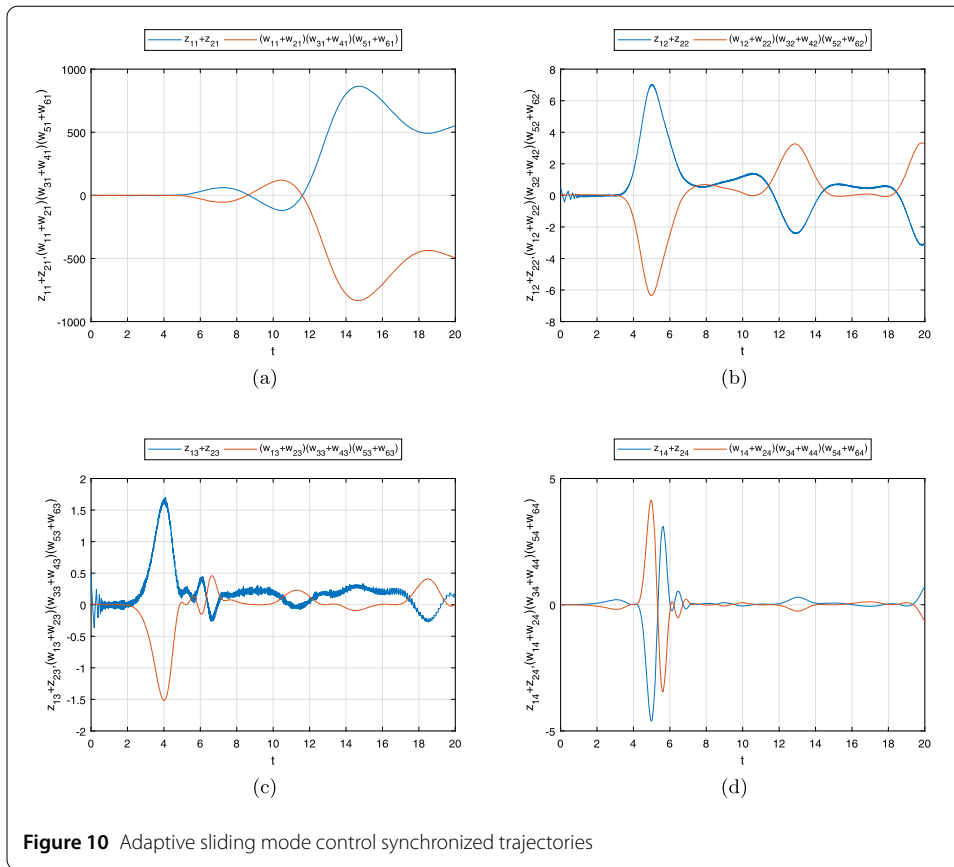 z11+z21 (w11+w21)(w31+w41)(w51+w61)
z11+z21,(w11+w21)(w31+w41)(w51+w61)
1000
500
0
-500
-1000
0 2 4 6 8 10 12 14 16 18 20
t
(a)
z12+z22 (w12+w22)(w32+w42)(w52+w62)
z12+z22,(w12+w22)(w32+w42)(w52+w62)
8
6
4
2
0
-2
-4
-6
-8
0 2 4 6 8 10 12 14 16 18 20
t
(b)
z13+z23 (w13+w23)(w33+w43)(w53+w63)
z13+z23,(w13+w23)(w33+w43)(w53+w63)
2
1.5
1
0.5
0
-0.5
-1
-1.5
-2
0 2 4 6 8 10 12 14 16 18 20
t
(c)
z14+z24 (w14+w24)(w34+w44)(w54+w64)
z14+z24,(w14+w24)(w34+w44)(w54+w64)
5
0
-5
0 2 4 6 8 10 12 14 16 18 20
t
(d)
Figure 10 Adaptive sliding mode control synchronized trajectories